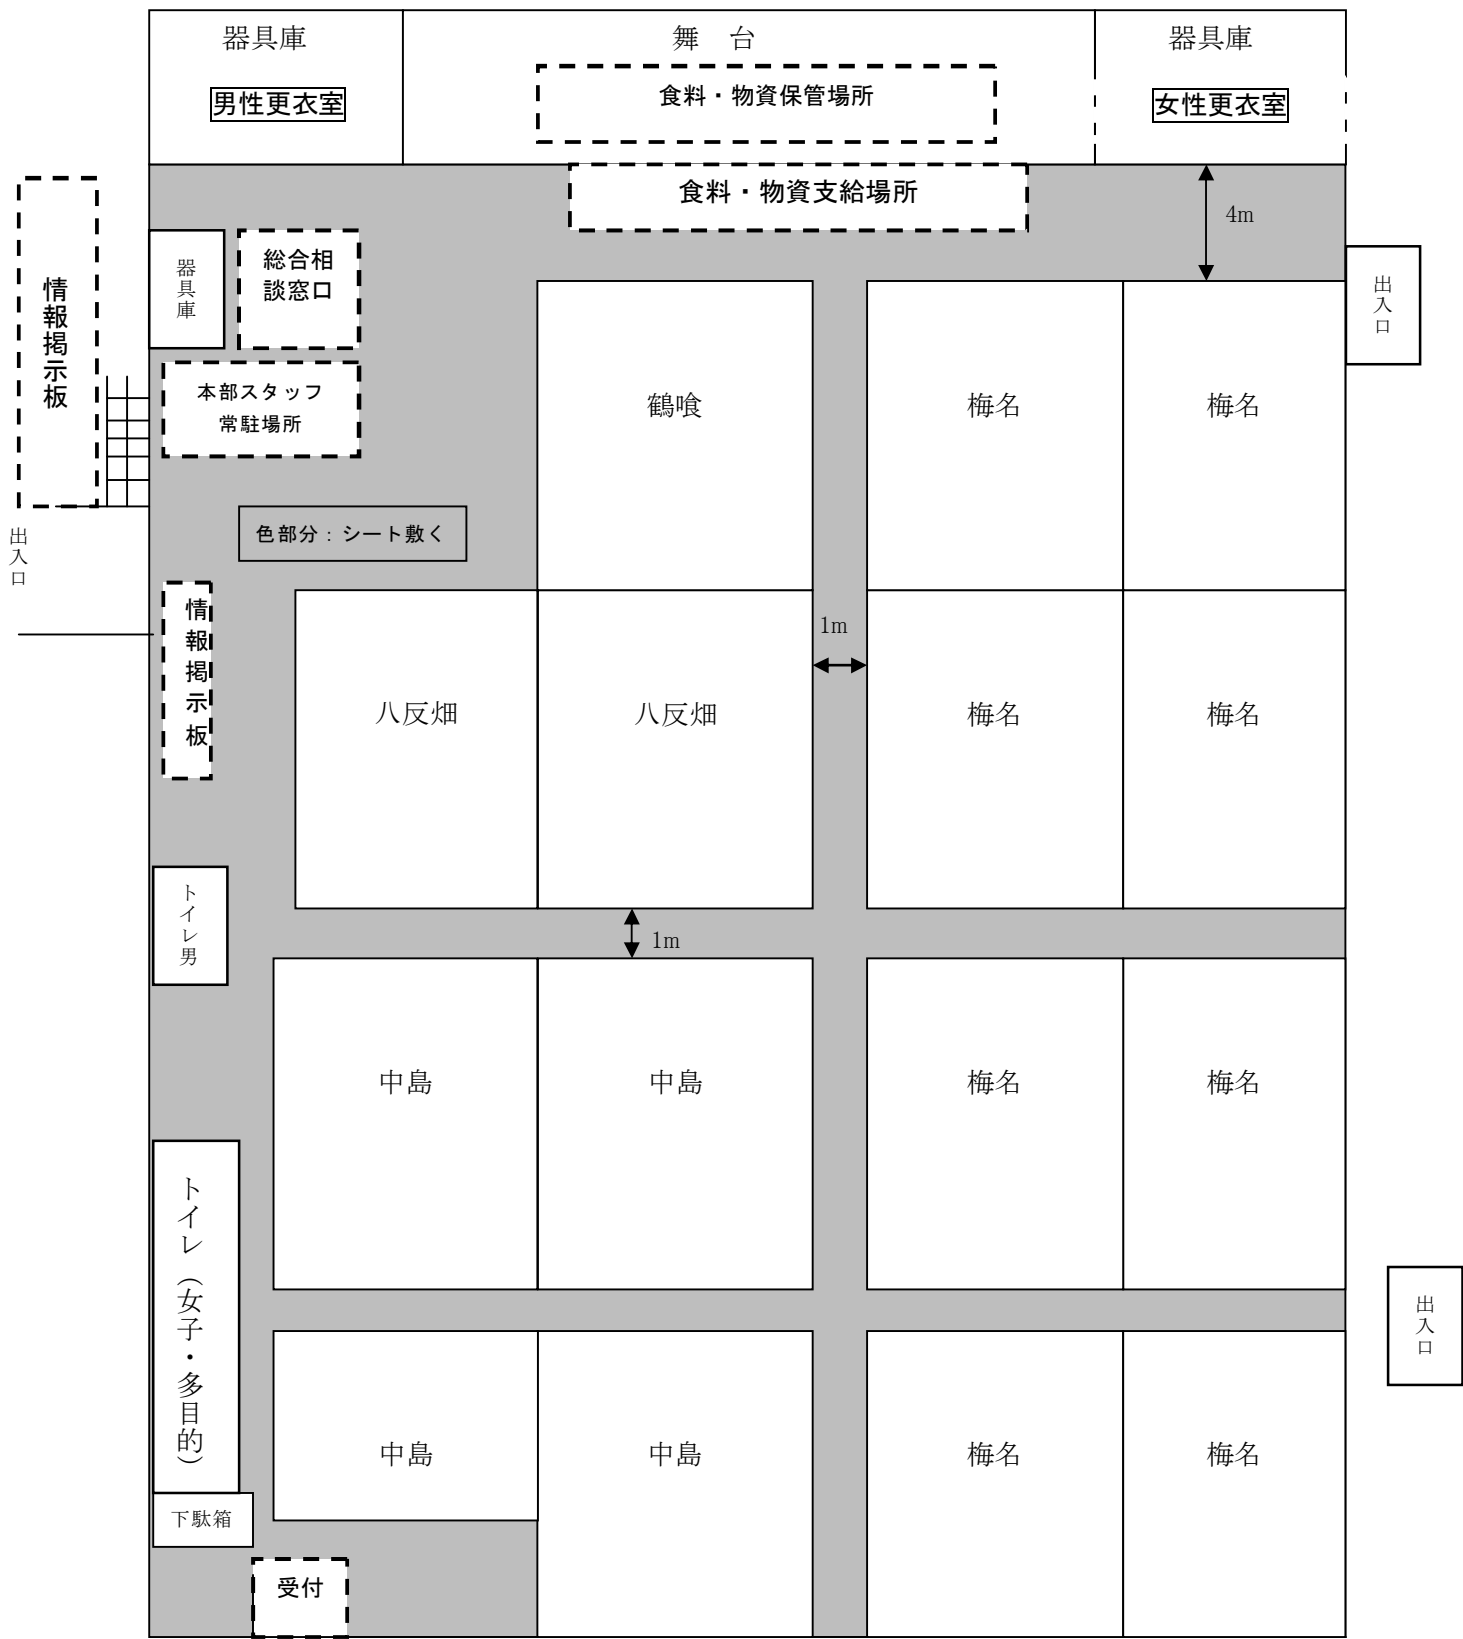 器具庫
舞　台
器具庫
男性更衣室
食料・物資保管場所
女性更衣室
食料・物資支給場所
4m
情報掲示板
器具庫
総合相
談窓口
出入口
本部スタッフ
常駐場所
鶴喰
梅名
梅名
色部分：シート敷く
出入口
情報掲示板
1m
八反畑
八反畑
梅名
梅名
トイレ男
1m
中島
中島
梅名
梅名
トイレ（女子・多目的）
出入口
中島
中島
梅名
梅名
下駄箱
受付